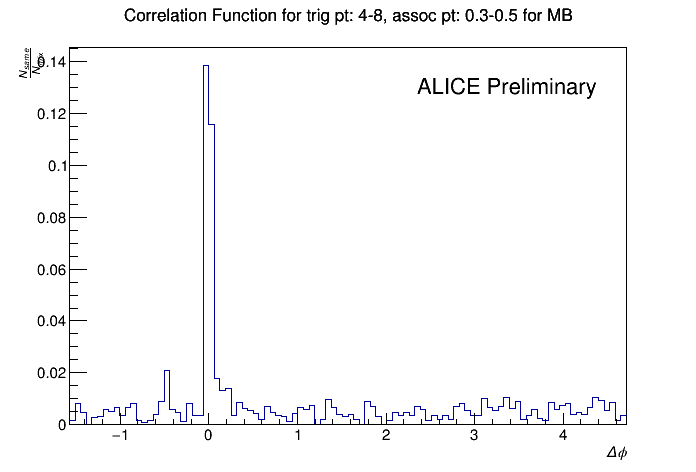 Correlation Function for trig pt: 4-8, assoc pt: 0.3-0.5 for MB
N_same
0.14
ALICE Preliminary
0.12
0.1
0.08
0.06
0.04
0.02
0
−1 0 1 2 3 4
Δϕ